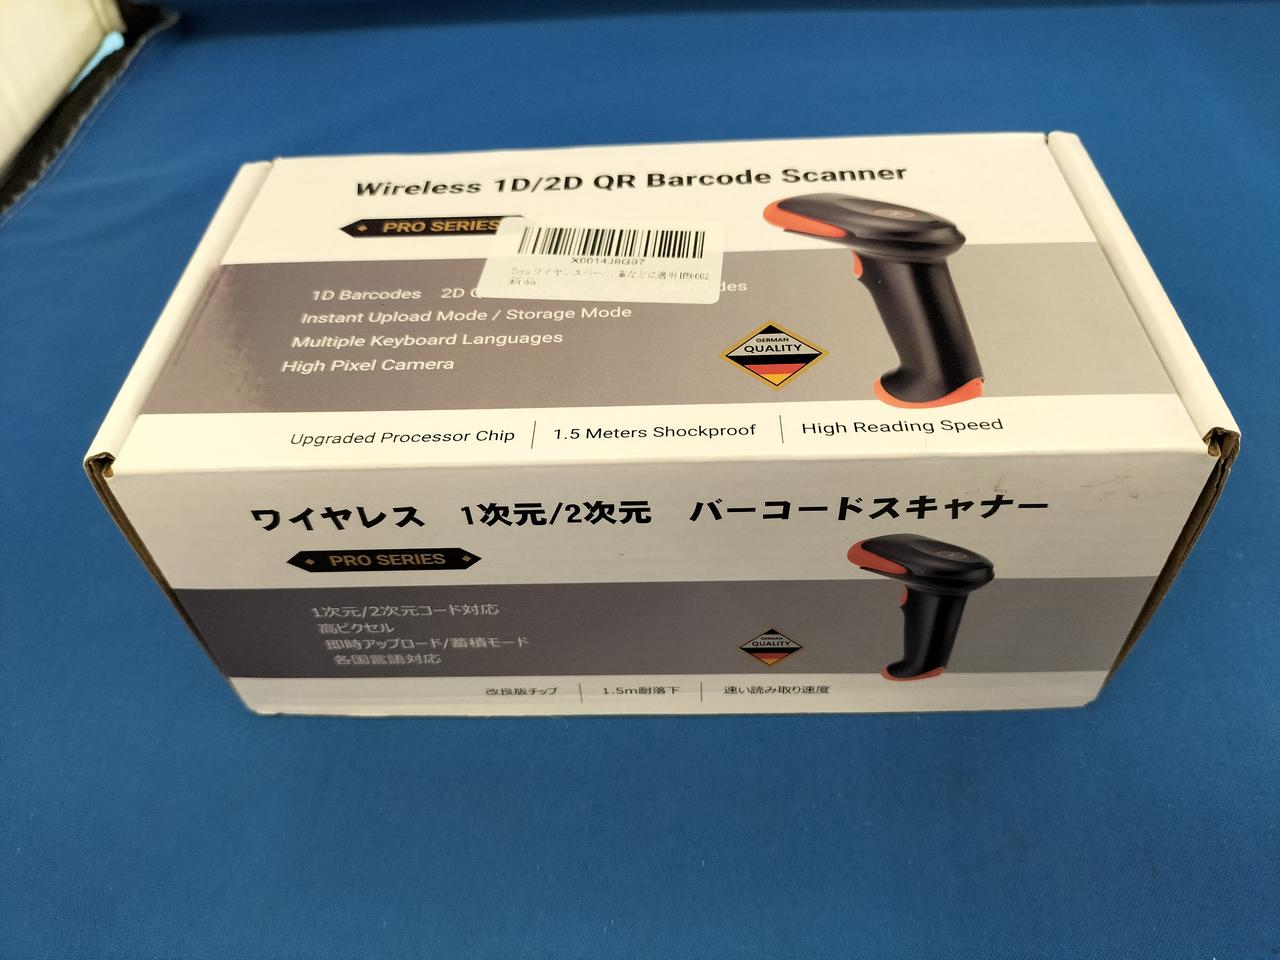 Wireless 1D/2D QR Barcode Scanner
PRO SERIES
X0014J9G97
新品
1D Barcodes 2D
Instant Upload Mode / Storage Mode
Multiple Keyboard Languages
High Pixel Camera
GERMAN
QUALITY
Upgraded Processor Chip
1.5 Meters Shockproof
High Reading Speed
ワイヤレス 1次元/2次元 バーコードスキャナー
PRO SERIES
1次元/2次元コード対応
高ピクセル
即時アップロード/蓄積モード
各国言語対応
GERMAN
QUALITY
改良版チップ
1.5m耐落下
速い読み取り速度